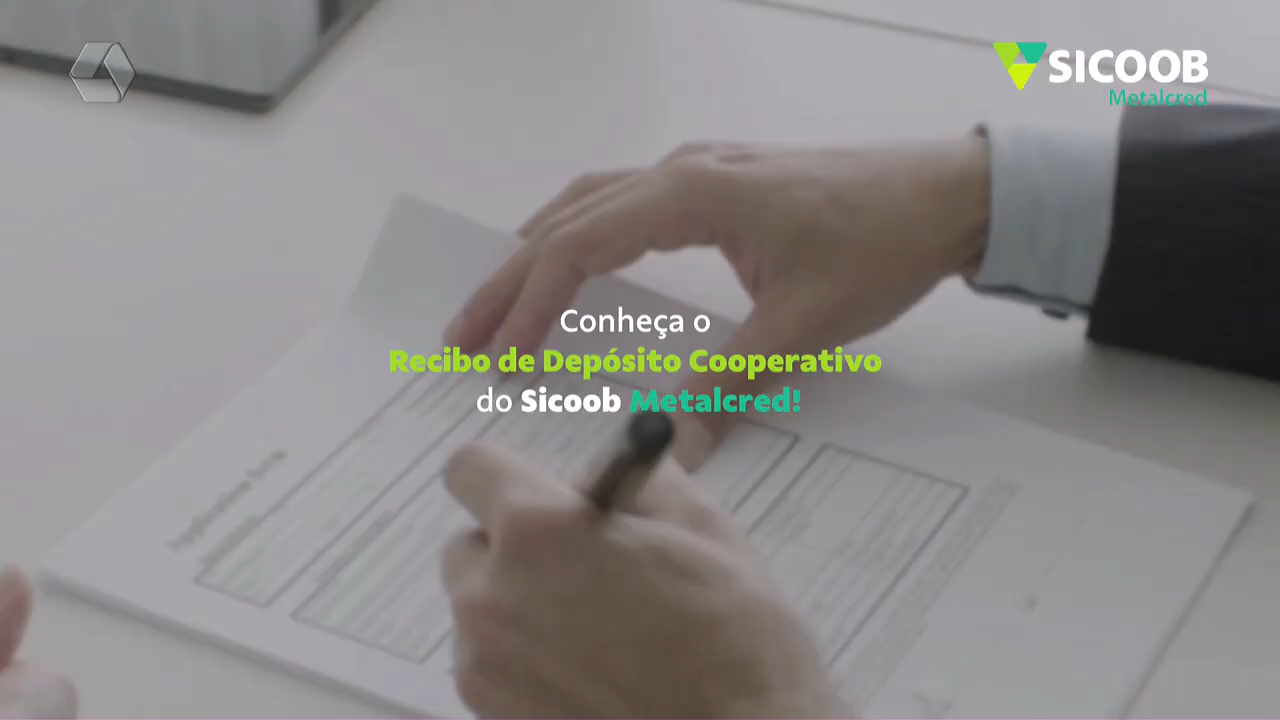 SICOOB
Metalcred
Conheça o
Recibo de Depósito Cooperativo
do Sicoob Metalcred!